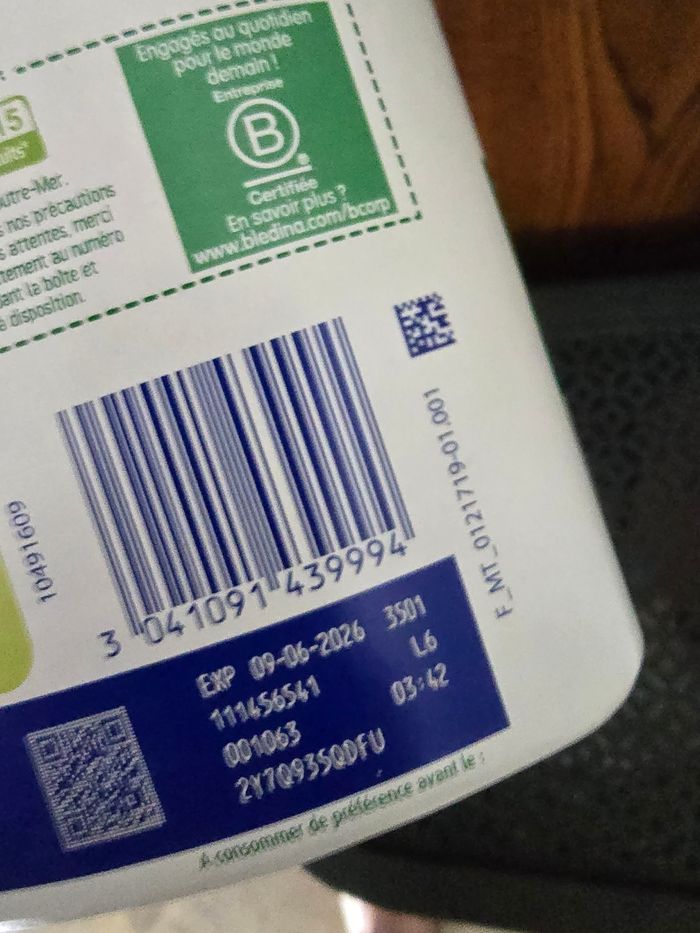 Engagés au quotidien
pour le monde
demain !
Entreprise
B
Certifiée
En savoir plus ?
www.bledina.com/bcorp
15
utre-Mer.
nos précautions
attentes, merci
tement au numéro
ant la boîte et
disposition.
F_MT_0121719-01.001
10491609
3 041091 439994
EXP 09-06-2026 3501
111456541 L6
001063 03:42
2Y7Q935QDFU
A consommer de préférence avant le :